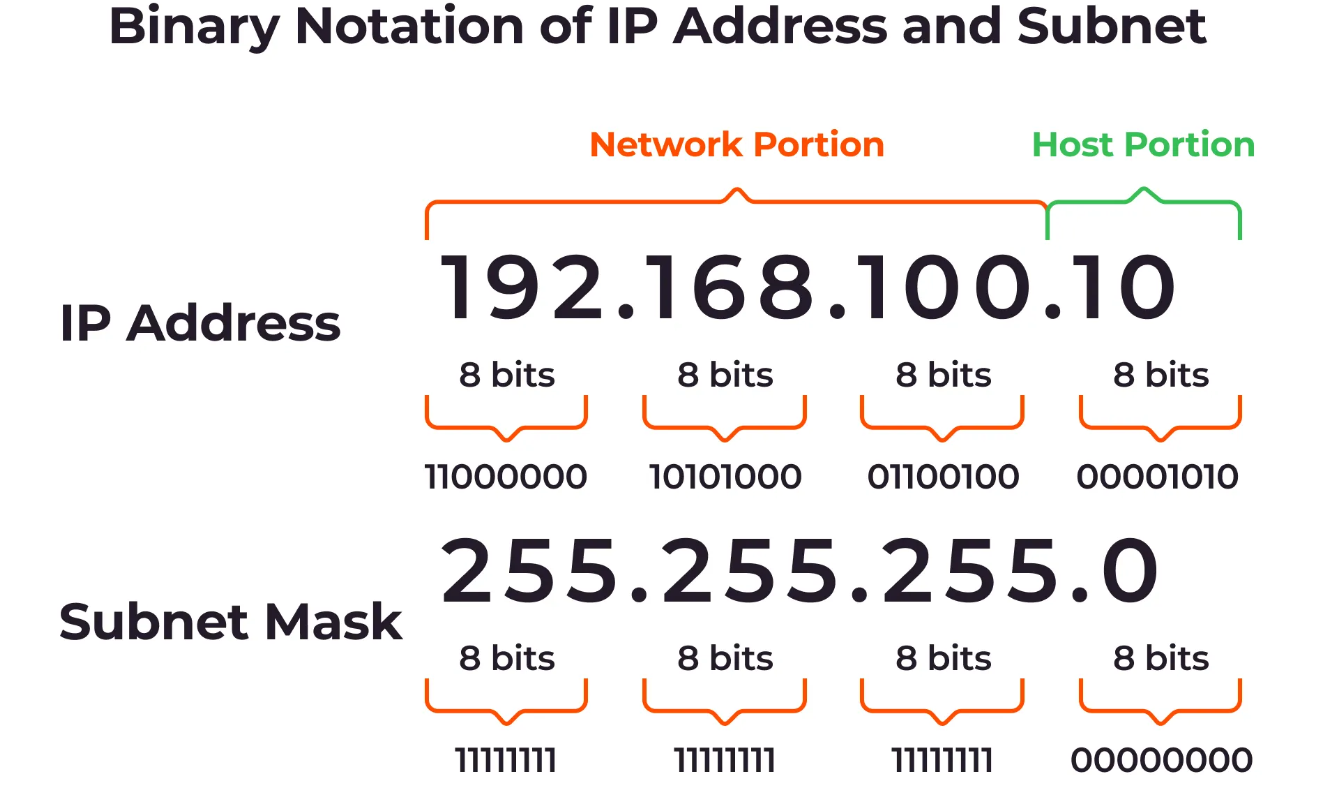 Binary Notation of IP Address and Subnet
Network Portion Host Portion
IP Address 192.168.100.10
8 bits 8 bits 8 bits 8 bits
11000000 10101000 01100100 00001010
Subnet Mask 255.255.255.0
8 bits 8 bits 8 bits 8 bits
11111111 11111111 11111111 00000000